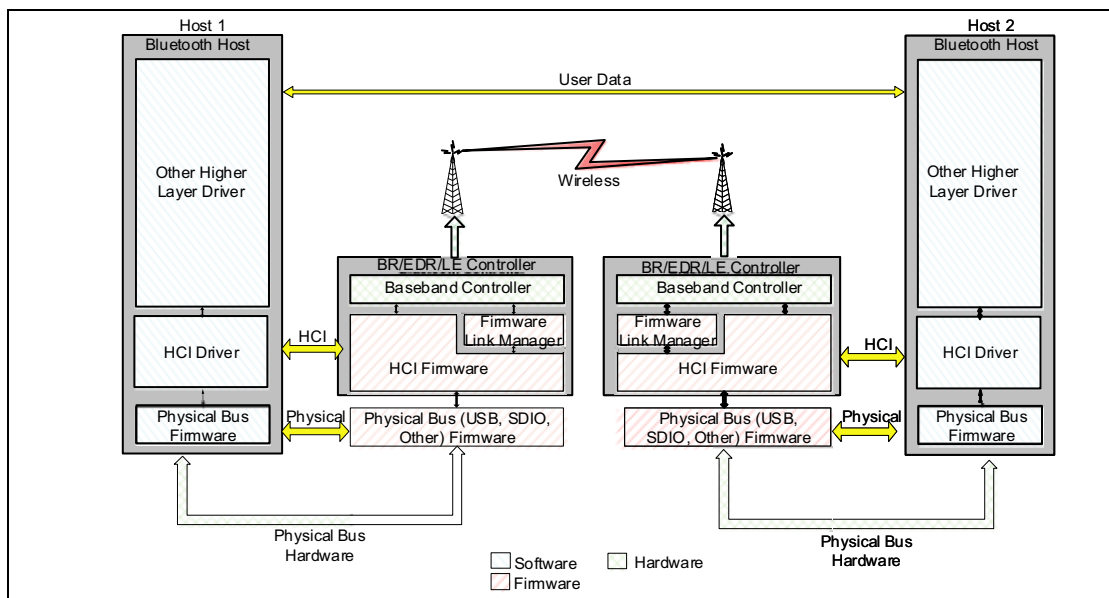 Host 1
Bluetooth Host
Other Higher
Layer Driver
HCI Driver
Physical Bus
Firmware
User Data
Wireless
HCI
Physical
BR/EDR/LE Controller
Baseband Controller
Firmware
Link Manager
HCI Firmware
Physical Bus (USB, SDIO,
Other) Firmware
Physical Bus
Hardware
BR/EDR/LE Controller
Baseband Controller
Firmware
Link Manager
HCI Firmware
Physical Bus (USB,
SDIO, Other) Firmware
HCI
Physical
Physical Bus
Hardware
Host 2
Bluetooth Host
Other Higher
Layer Driver
HCI Driver
Physical Bus
Firmware
Software
Hardware
Firmware